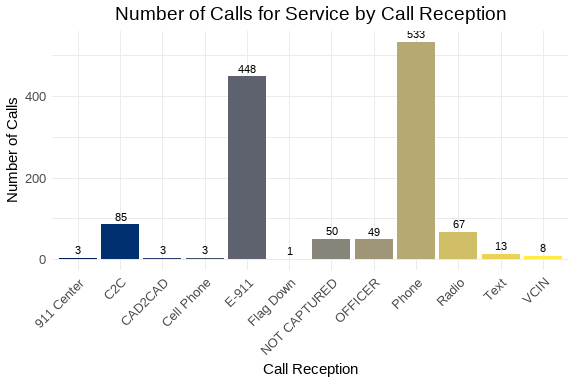 Number of Calls for Service by Call Reception
Number of Calls
400
200
0
3
85
3
3
448
1
50
49
533
67
13
8
911 Center
C2C
CAD2CAD
Cell Phone
E-911
Flag Down
NOT CAPTURED
OFFICER
Phone
Radio
Text
VCIN
Call Reception